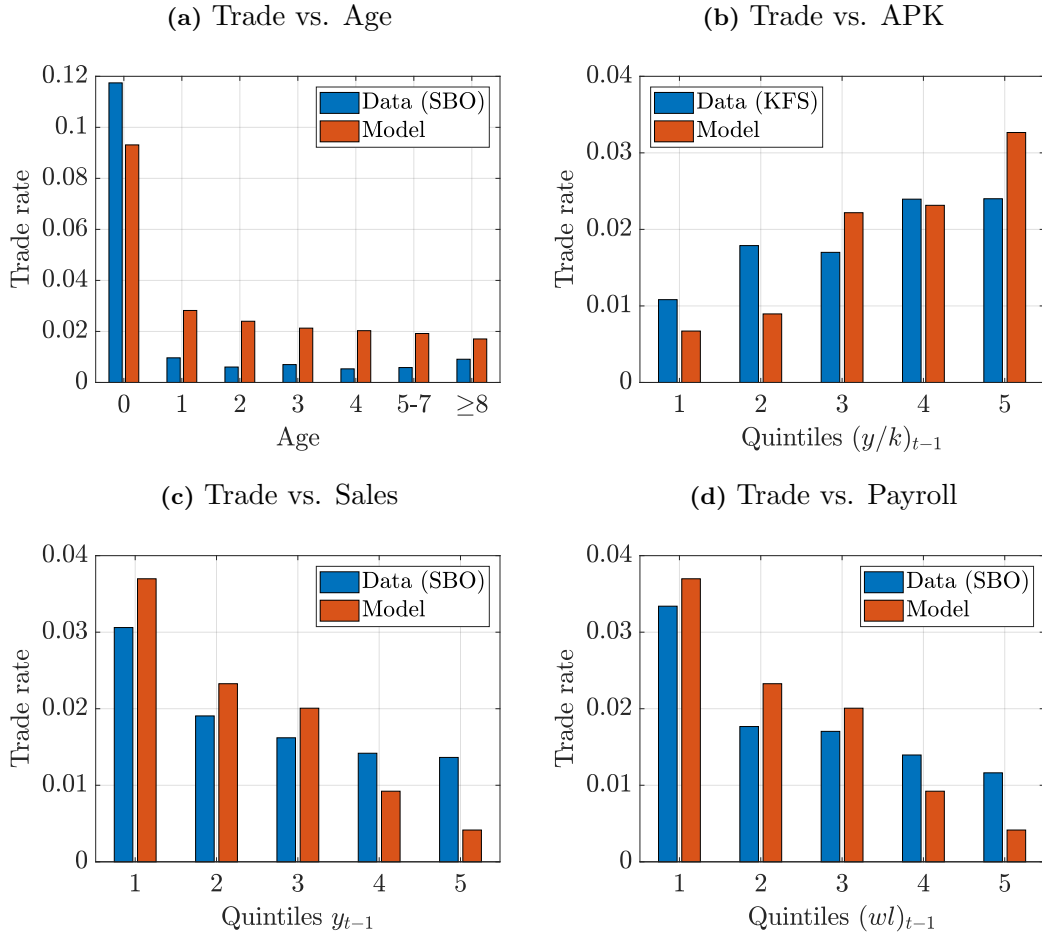 (a) Trade vs. Age
0.12
0.1
0.08
0.06
0.04
0.02
0
Trade rate
Data (SBO)
Model
0 1 2 3 4 5-7 ≥8
Age
(b) Trade vs. APK
0.04
0.03
0.02
0.01
0
Trade rate
Data (KFS)
Model
1 2 3 4 5
Quintiles (y/k)t−1
(c) Trade vs. Sales
0.04
0.03
0.02
0.01
0
Trade rate
Data (SBO)
Model
1 2 3 4 5
Quintiles yt−1
(d) Trade vs. Payroll
0.04
0.03
0.02
0.01
0
Trade rate
Data (SBO)
Model
1 2 3 4 5
Quintiles (wl)t−1